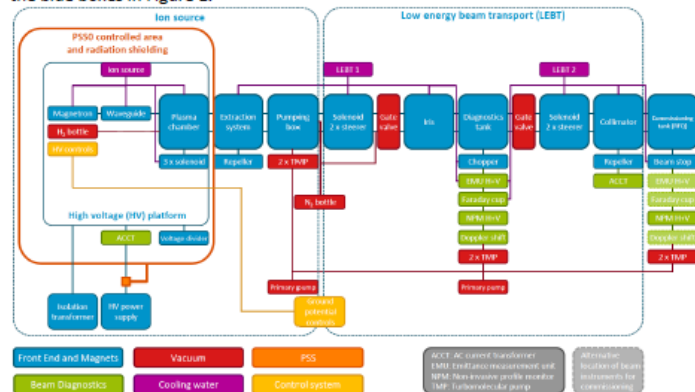 the blue boxes in Figure 2.
Ion source
Low energy beam transport (LEBT)
PSS0 controlled area
and radiation shielding
Ion source
LEBT 1
LEBT 2
Magnetron
Waveguide
Plasma
chamber
Extraction
system
Pumping
box
Solenoid
2 x steerer
Gate
valve
Iris
Diagnostics
tank
Gate
valve
Solenoid
2 x steerer
Collimator
Commissioning
tank (RFQ)
H₂ bottle
HV controls
3 x solenoid
Repeller
2 x TMP
Chopper
Repeller
Beam stop
EMU H+V
ACCT
EMU H+V
Faraday cup
Faraday cup
N₂ bottle
NPM H+V
NPM H+V
High voltage (HV) platform
ACCT
Voltage divider
Doppler shift
Doppler shift
2 x TMP
2 x TMP
Primary pump
Primary pump
Isolation
transformer
HV power
supply
Ground
potential
controls
Front End and Magnets
Vacuum
PSS
Beam Diagnostics
Cooling water
Control system
ACCT: AC current transformer
EMU: Emittance measurement unit
NPM: Non-invasive profile monitor
TMP: Turbomolecular pump
Alternative
location of beam
instruments for
commissioning